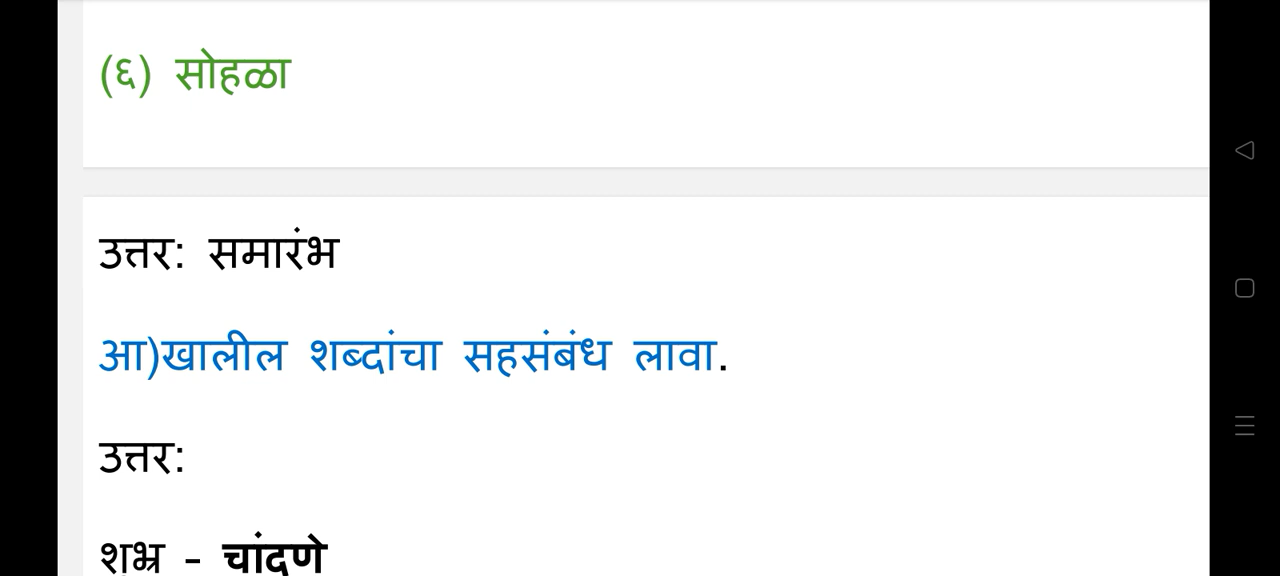 (६) सोहळा
उत्तर: समारंभ
आ)खालील शब्दांचा सहसंबंध लावा.
उत्तर:
शुभ्र - चांदणे